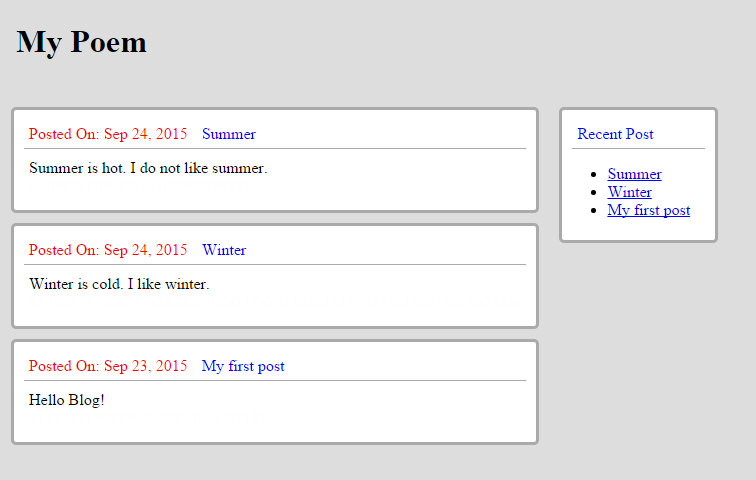 My Poem
Posted On: Sep 24, 2015 Summer
Summer is hot. I do not like summer.
Posted On: Sep 24, 2015 Winter
Winter is cold. I like winter.
Posted On: Sep 23, 2015 My first post
Hello Blog!
Recent Post
Summer
Winter
My first post